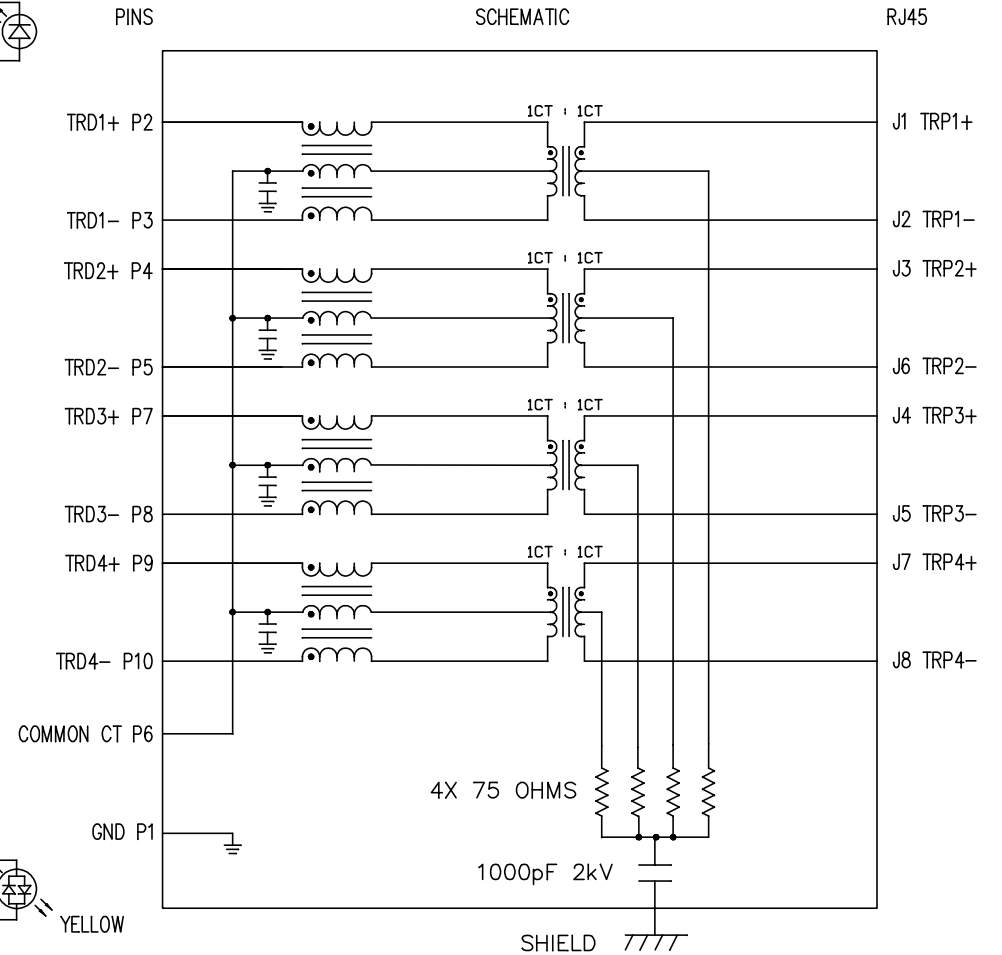 PINS SCHEMATIC RJ45
1CT : 1CT
TRD1+ P2 J1 TRP1+
TRD1- P3 J2 TRP1-
1CT : 1CT
TRD2+ P4 J3 TRP2+
TRD2- P5 J6 TRP2-
1CT : 1CT
TRD3+ P7 J4 TRP3+
TRD3- P8 J5 TRP3-
1CT : 1CT
TRD4+ P9 J7 TRP4+
TRD4- P10 J8 TRP4-
COMMON CT P6
4X 75 OHMS
GND P1
1000pF 2kV
YELLOW
SHIELD